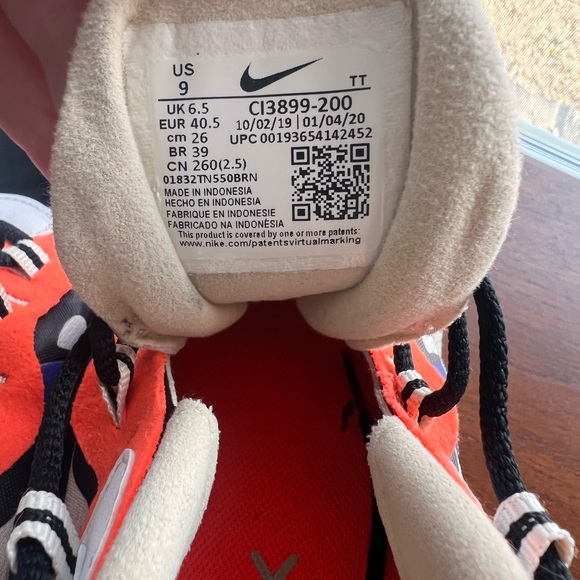 US
9
TT
UK 6.5
EUR 40.5
cm 26
BR 39
CN 260(2.5)
CI3899-200
10/02/19 | 01/04/20
UPC 00193654142452
01832TN550BRN
MADE IN INDONESIA
HECHO EN INDONESIA
FABRIQUE EN INDONESIE
FABRICADO NA INDONÉSIA
This product is covered by one or more patents:
www.nike.com/patentsvirtualmarking